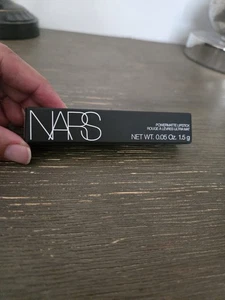 NARS
POWERMATTE LIPSTICK
ROUGE À LÈVRES ULTRA MAT
NET WT. 0.05 Oz. 1.5 g